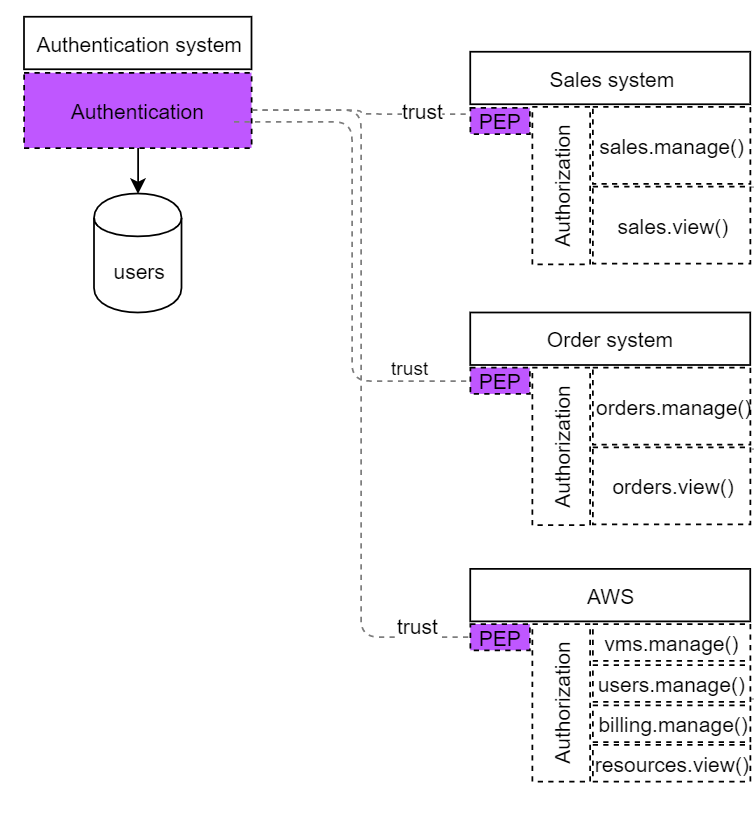 Authentication system
Authentication
users
trust
Sales system
PEP
Authorization
sales.manage()
sales.view()
trust
Order system
PEP
Authorization
orders.manage()
orders.view()
trust
AWS
PEP
Authorization
vms.manage()
users.manage()
billing.manage()
resources.view()